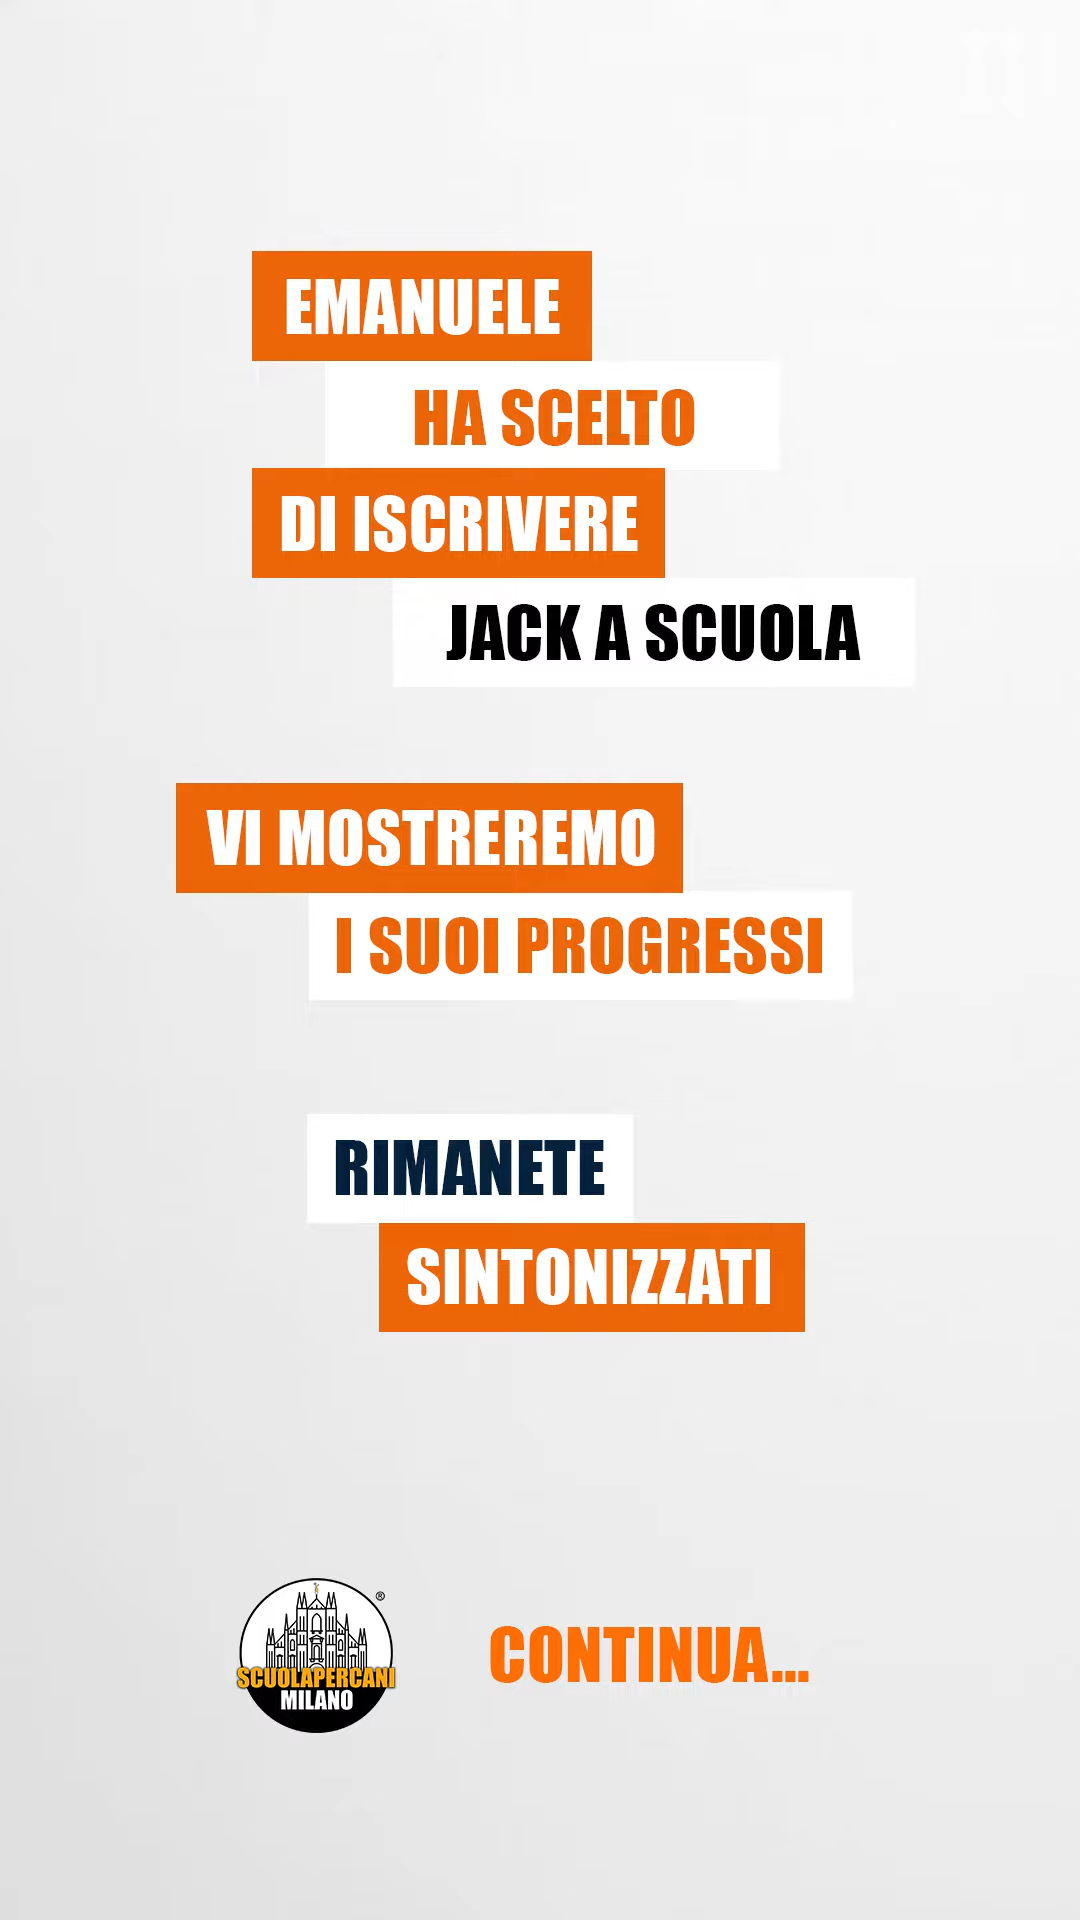 EMANUELE
HA SCELTO
DI ISCRIVERE
JACK A SCUOLA
VI MOSTREREMO
I SUOI PROGRESSI
RIMANETE
SINTONIZZATI
®
SCUOLAPERCANI
MILANO
CONTINUA...